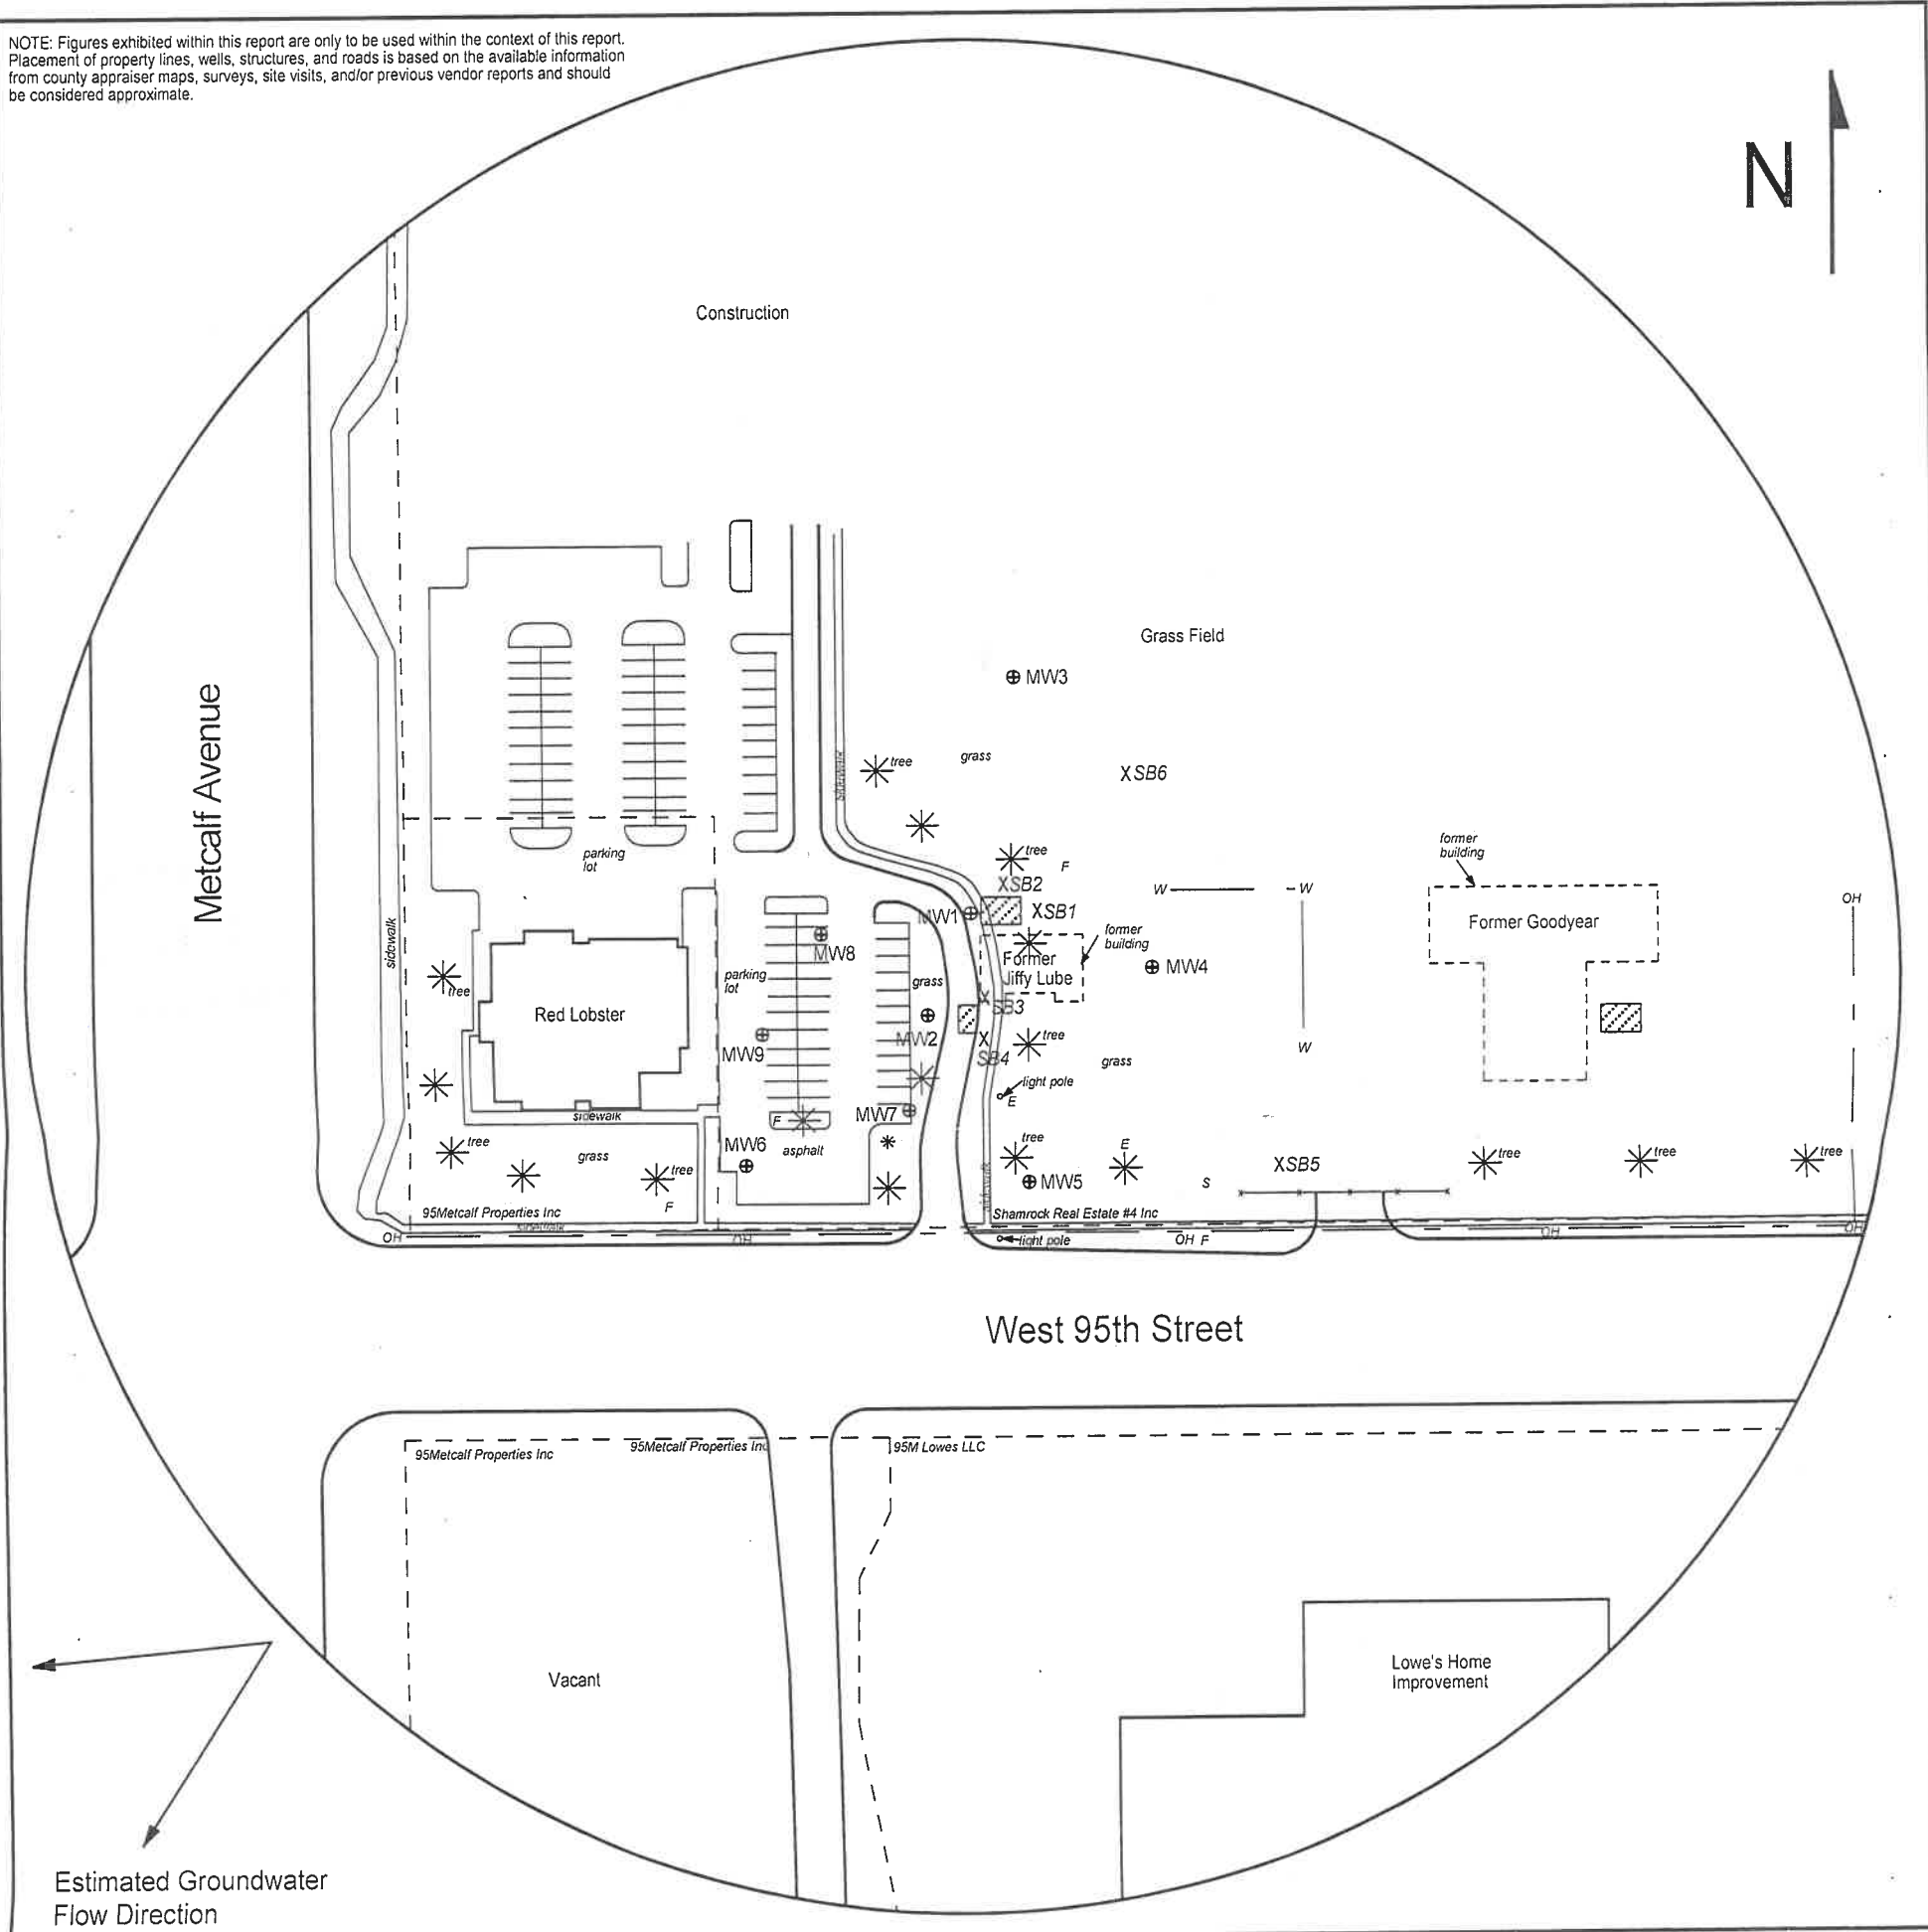 NOTE: Figures exhibited within this report are only to be used within the context of this report.
Placement of property lines, wells, structures, and roads is based on the available information
from county appraiser maps, surveys, site visits, and/or previous vendor reports and should
be considered approximate.
N
Construction
Grass Field
MW3
Metcalf Avenue
sidewalk
tree
grass
XSB6
parking
lot
tree
F
XSB2
former
building
W
W
OH
MW1
XSB1
Former Goodyear
sidewalk
former
building
MW8
Former
Jiffy Lube
MW4
parking
lot
grass
tree
Red Lobster
X
SB3
MW9
MW2
X
SB4
tree
W
grass
light pole
E
sidewalk
F
MW7
tree
grass
MW6
asphalt
tree
tree
E
XSB5
tree
tree
tree
MW5
S
95Metcalf Properties Inc
F
sidewalk
Shamrock Real Estate #4 Inc
sidewalk
OH
OH
light pole
OH F
OH
OH
West 95th Street
95Metcalf Properties Inc
95Metcalf Properties Inc
95M Lowes LLC
Vacant
Lowe's Home
Improvement
Estimated Groundwater
Flow Direction